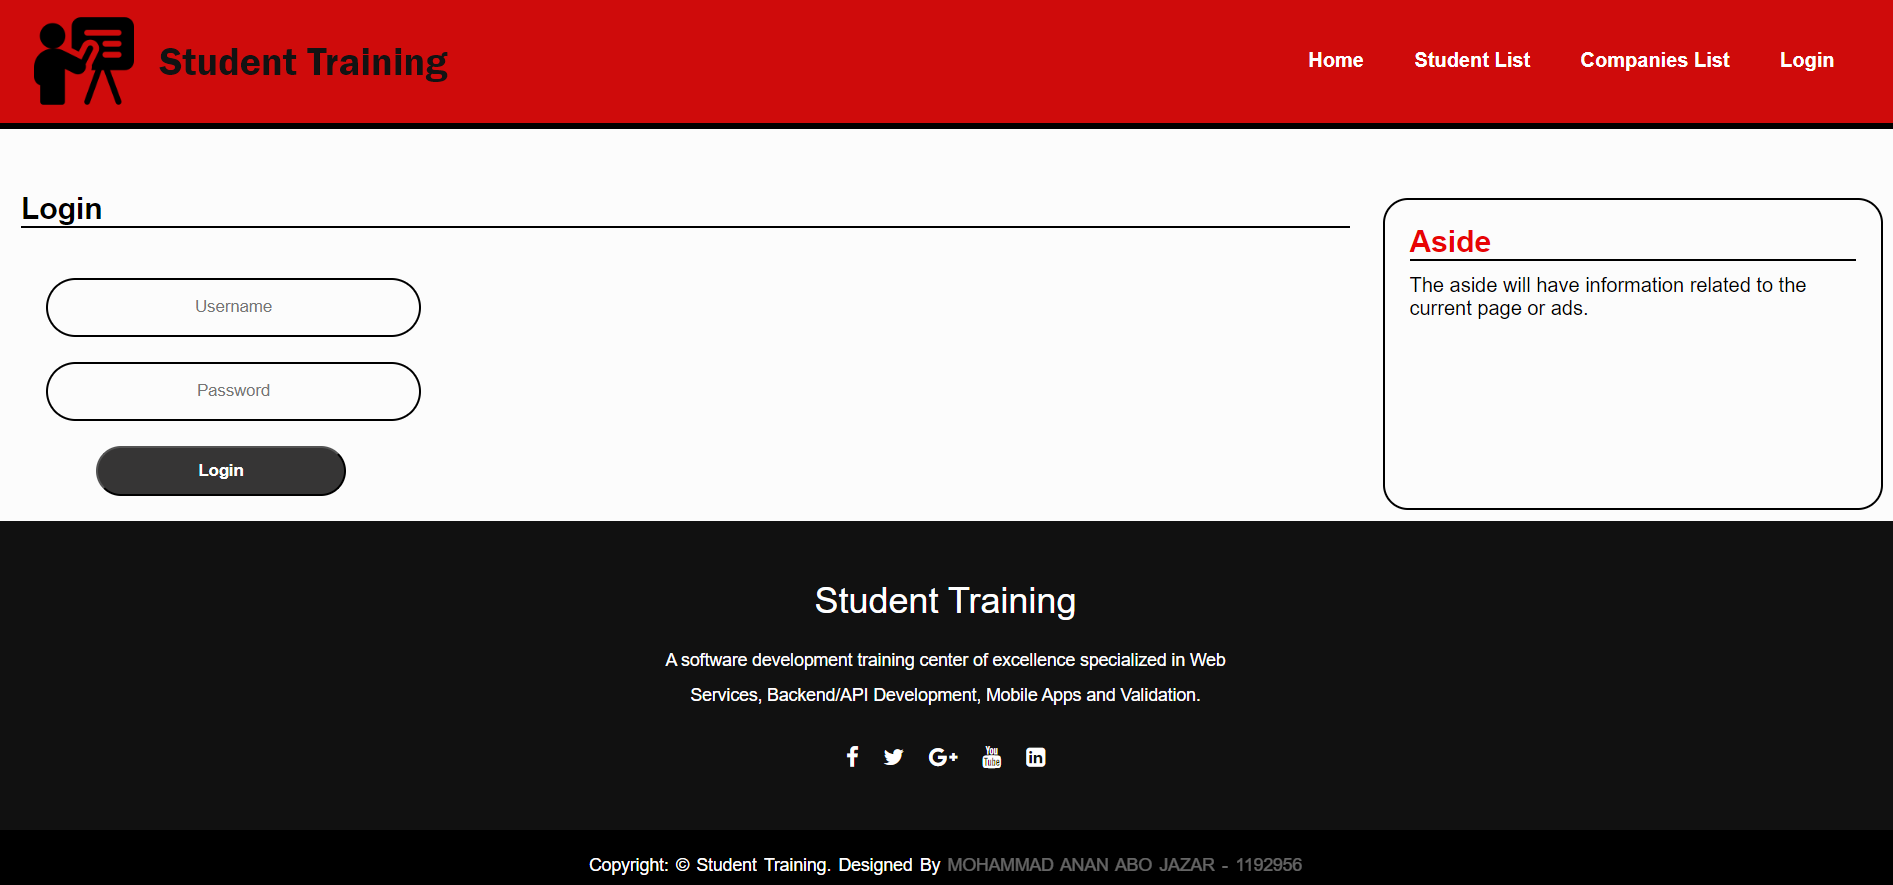 Student Training
Home
Student List
Companies List
Login
Login
Username
Password
Login
Aside
The aside will have information related to the
current page or ads.
Student Training
A software development training center of excellence specialized in Web
Services, Backend/API Development, Mobile Apps and Validation.
You
Tube
Copyright: © Student Training. Designed By MOHAMMAD ANAN ABO JAZAR - 1192956